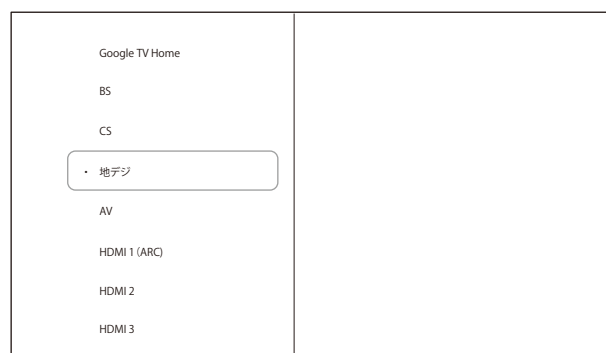 Google TV Home
BS
CS
・ 地デジ
AV
HDMI 1（ARC）
HDMI 2
HDMI 3